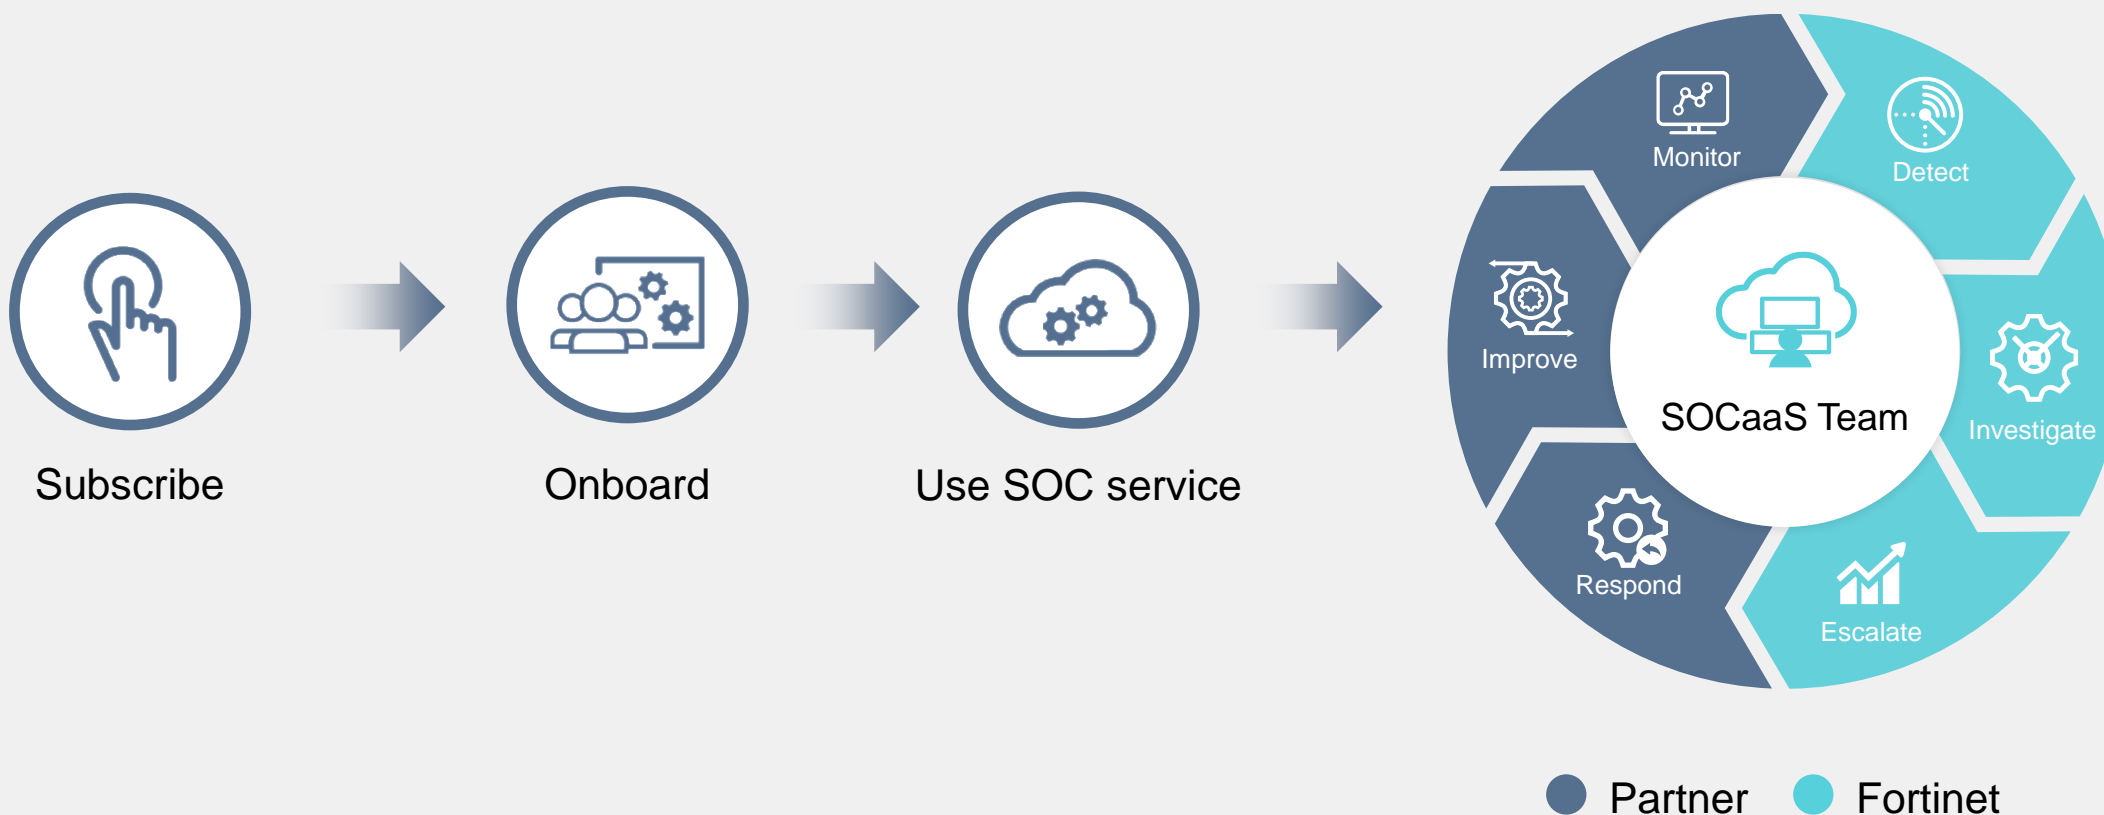 Subscribe
Onboard
Use SOC service
Monitor
Detect
Investigate
Escalate
Respond
Improve
SOCaaS Team
Partner
Fortinet